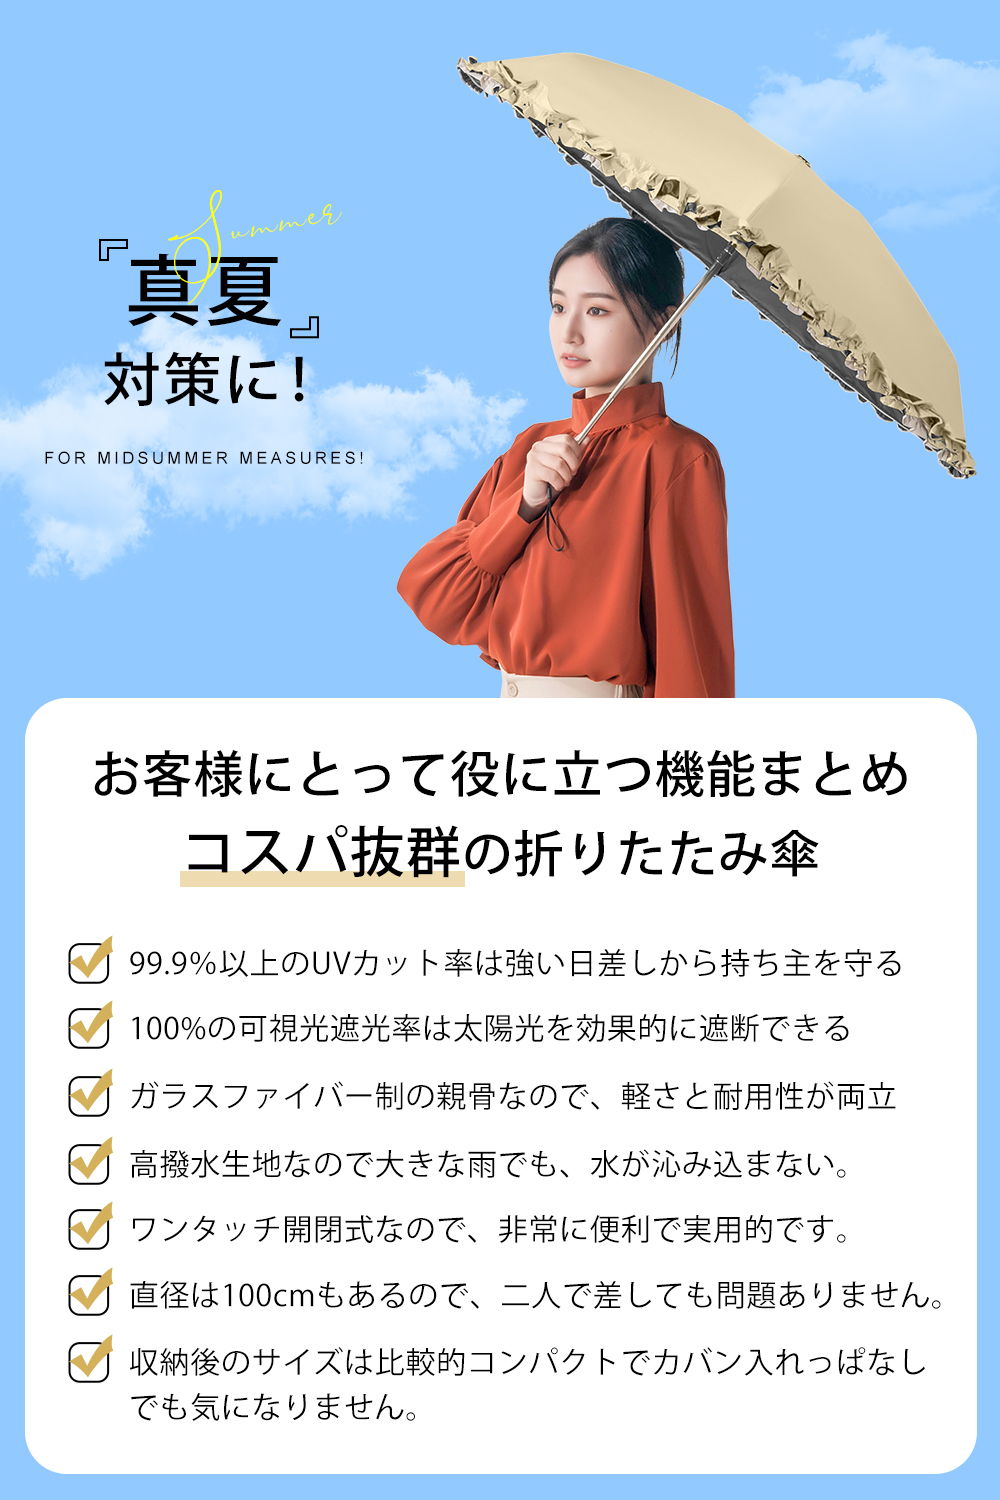 Summer
『真夏』
対策に！
FOR MIDSUMMER MEASURES!
お客様にとって役に立つ機能まとめ
コスパ抜群の折りたたみ傘
99.9%以上のUVカット率は強い日差しから持ち主を守る
100%の可視光遮光率は太陽光を効果的に遮断できる
ガラスファイバー制の親骨なので、軽さと耐用性が両立
高撥水生地なので大きな雨でも、水が沁み込まない。
ワンタッチ開閉式なので、非常に便利で実用的です。
直径は100cmもあるので、二人で差しても問題ありません。
収納後のサイズは比較的コンパクトでカバン入れっぱなし
でも気になりません。